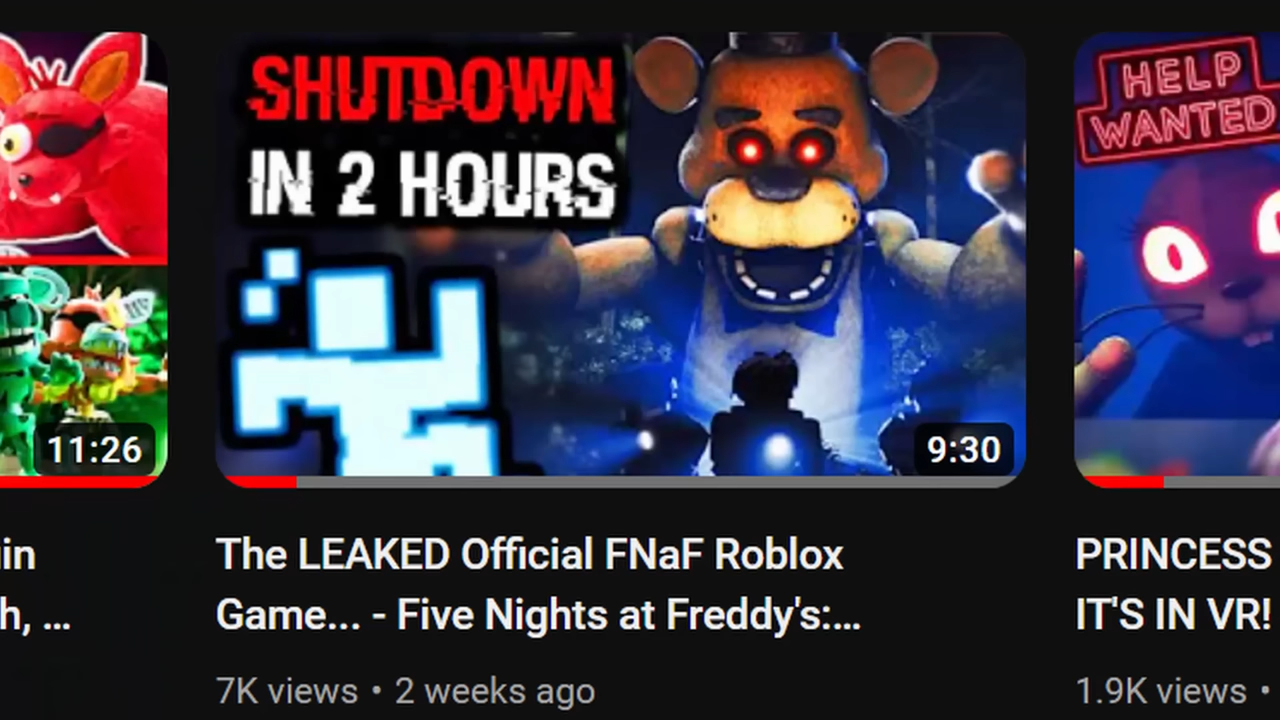 SHUTDOWN
IN 2 HOURS
HELP
WANTED
11:26
9:30
in
h, ...
The LEAKED Official FNaF Roblox
Game... - Five Nights at Freddy's:...
7K views • 2 weeks ago
PRINCESS
IT'S IN VR!
1.9K views •